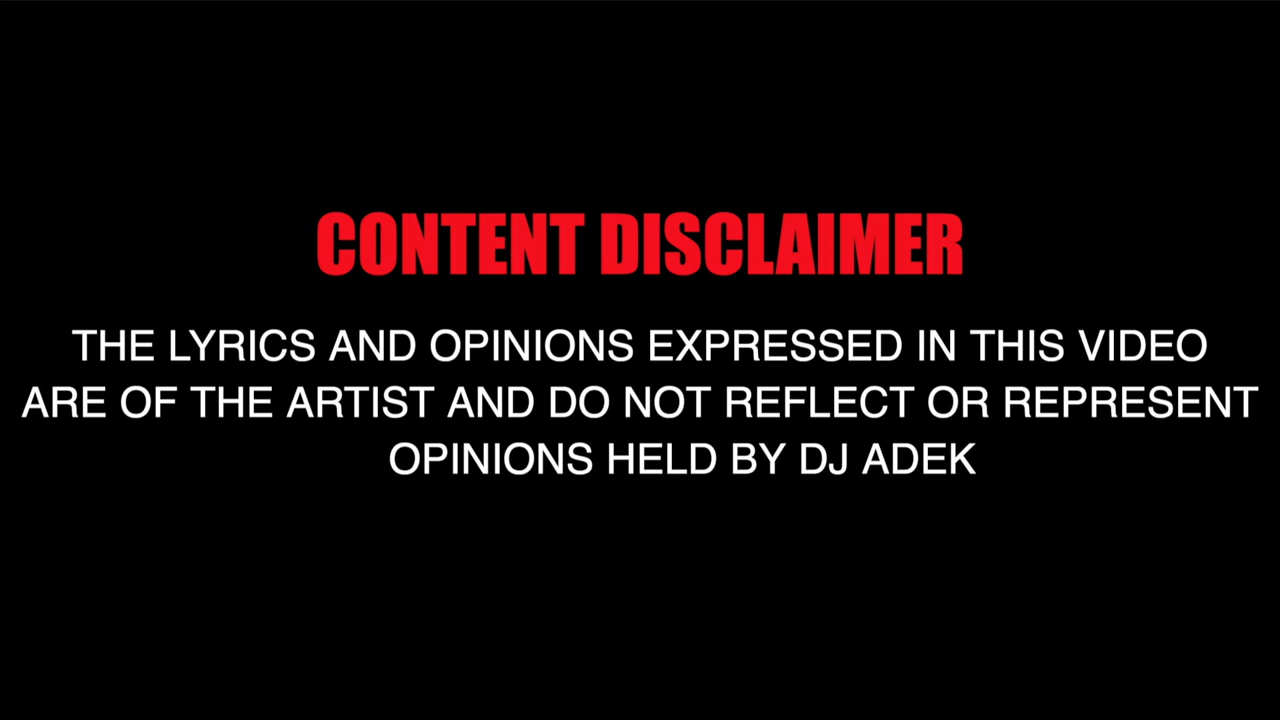 CONTENT DISCLAIMER
THE LYRICS AND OPINIONS EXPRESSED IN THIS VIDEO
ARE OF THE ARTIST AND DO NOT REFLECT OR REPRESENT
OPINIONS HELD BY DJ ADEK